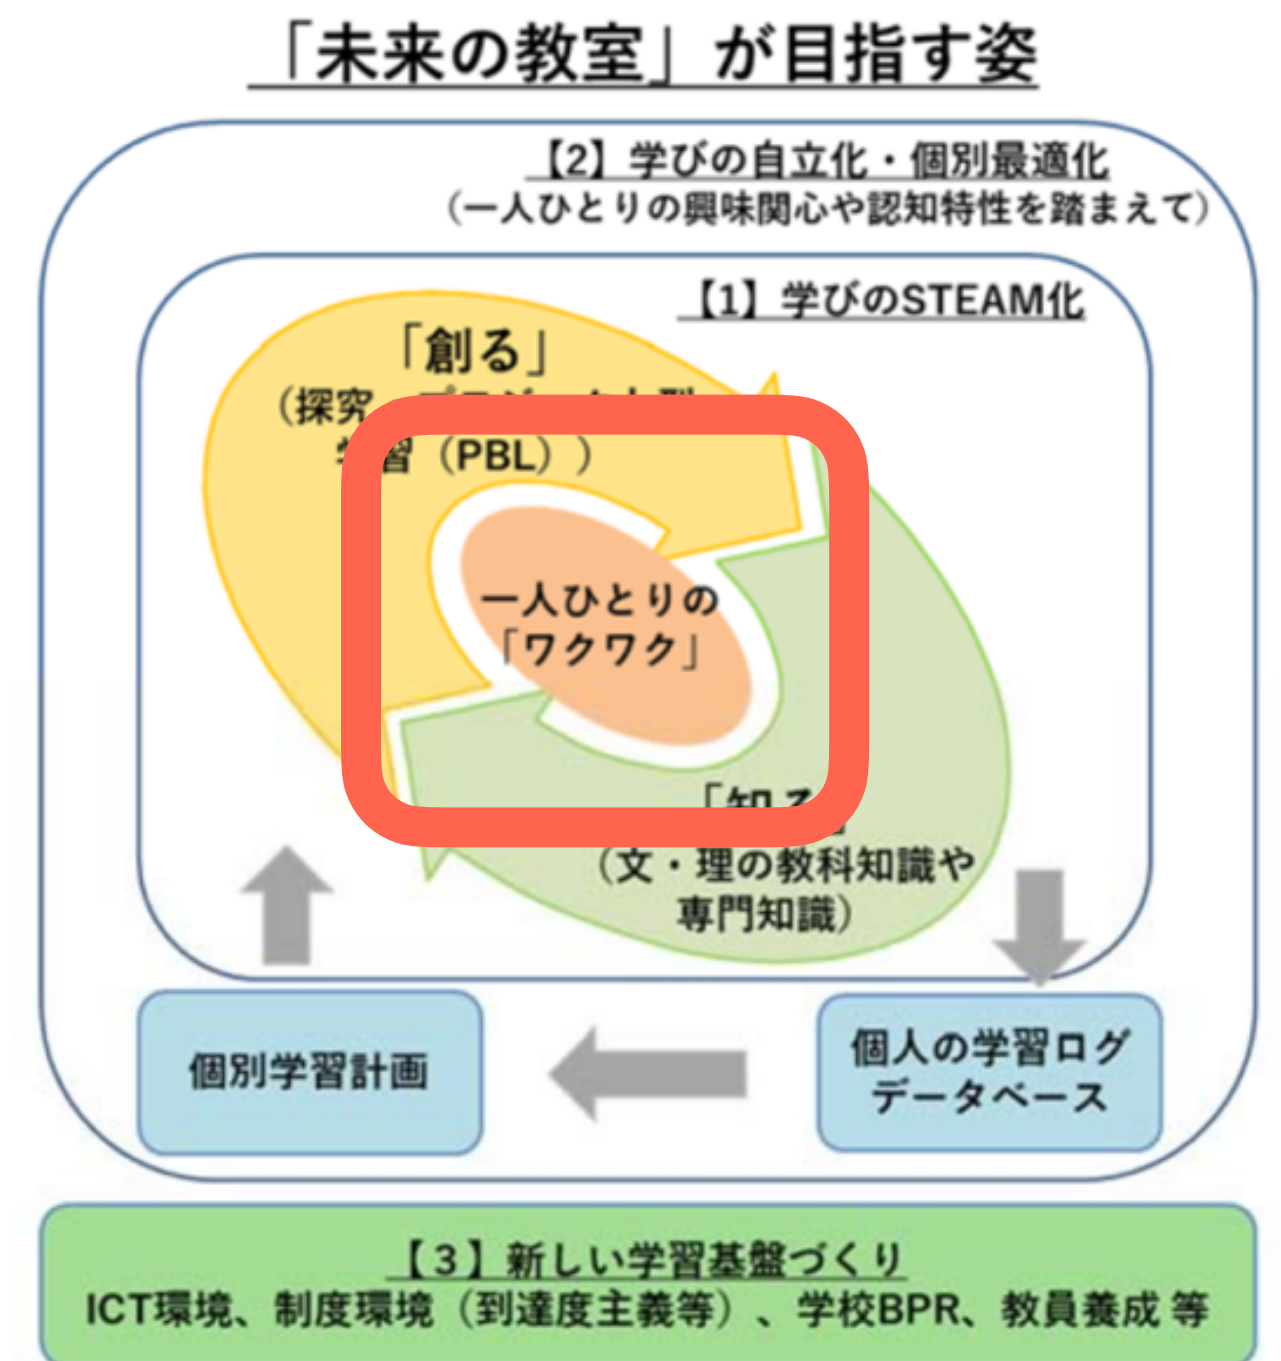 「未来の教室」が目指す姿
【2】学びの自立化・個別最適化
(一人ひとりの興味関心や認知特性を踏まえて)
【1】学びのSTEAM化
「創る」
(探究
習(PBL))
一人ひとりの
「ワクワク」
「知る」
(文・理の教科知識や
専門知識)
個別学習計画
個人の学習ログ
データベース
【3】新しい学習基盤づくり
ICT環境、制度環境(到達度主義等)、学校BPR、教員養成 等